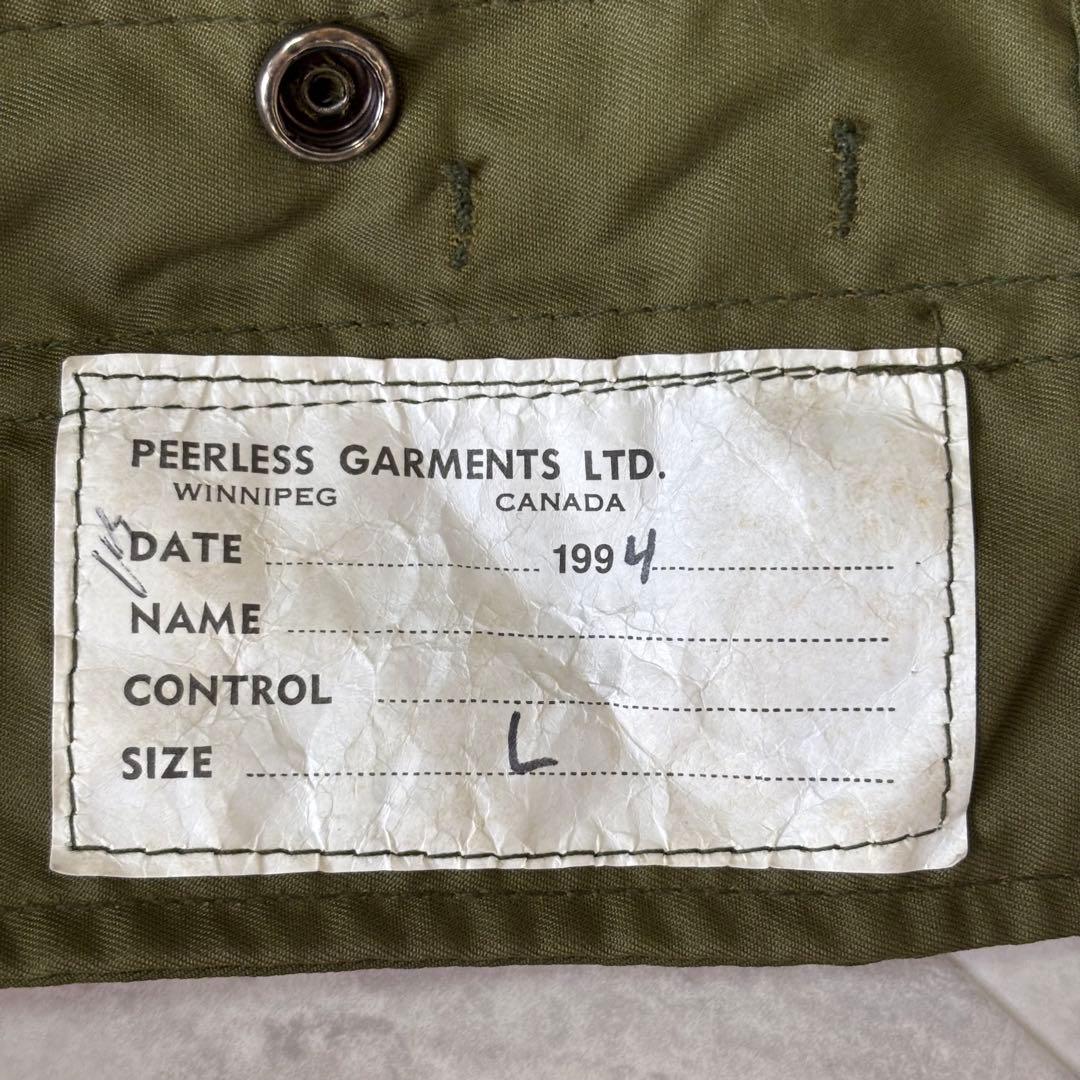 PEERLESS GARMENTS LTD.
WINNIPEG CANADA
DATE 1994
NAME
CONTROL
SIZE L